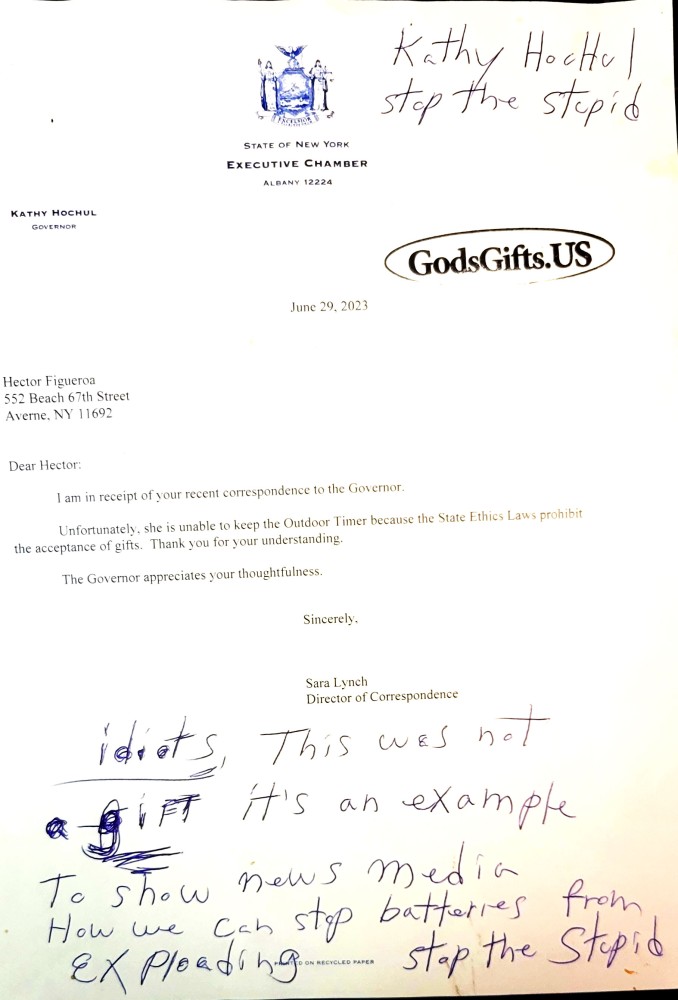 Kathy Hochul
stop the stupid
EXCELSIOR
STATE OF NEW YORK
EXECUTIVE CHAMBER
ALBANY 12224
KATHY HOCHUL
GOVERNOR
GodsGifts.US
June 29, 2023
Hector Figueroa
552 Beach 67th Street
Averne, NY 11692
Dear Hector:
I am in receipt of your recent correspondence to the Governor.
Unfortunately, she is unable to keep the Outdoor Timer because the State Ethics Laws prohibit
the acceptance of gifts. Thank you for your understanding.
The Governor appreciates your thoughtfulness.
Sincerely,
Sara Lynch
Director of Correspondence
idiots, This was not
a gift it's an example
To show news media
How we can stop batteries from
EXPloading stop the Stupid
PRINTED ON RECYCLED PAPER